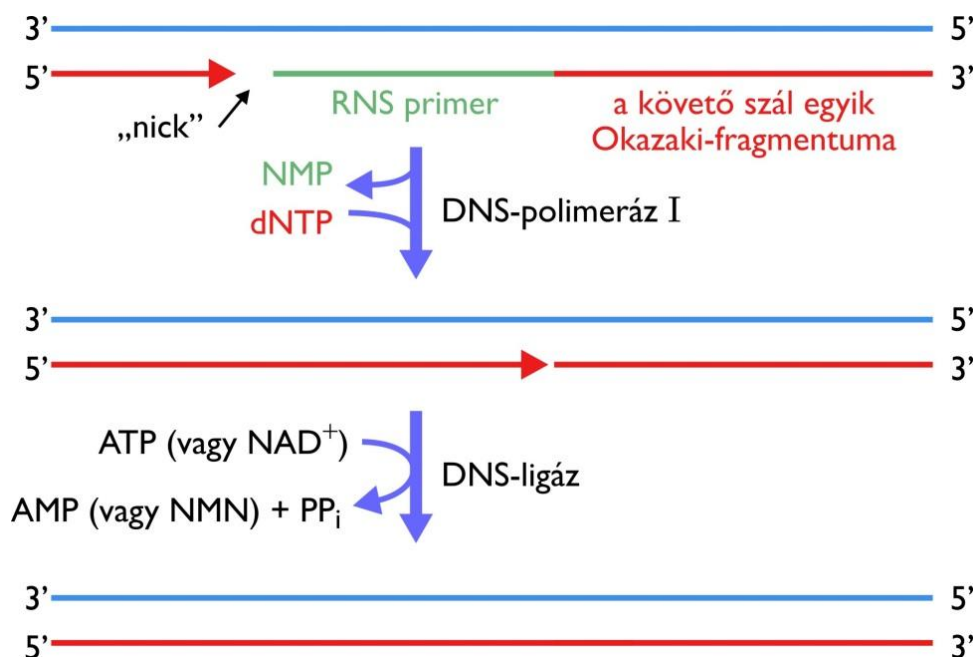 3’ 5’
5’ 3’
„nick”
RNS primer
a követő szál egyik
Okazaki-fragmentuma
NMP
dNTP
DNS-polimeráz I
3’ 5’
5’ 3’
ATP (vagy NAD⁺)
AMP (vagy NMN) + PPᵢ
DNS-ligáz
3’ 5’
5’ 3’